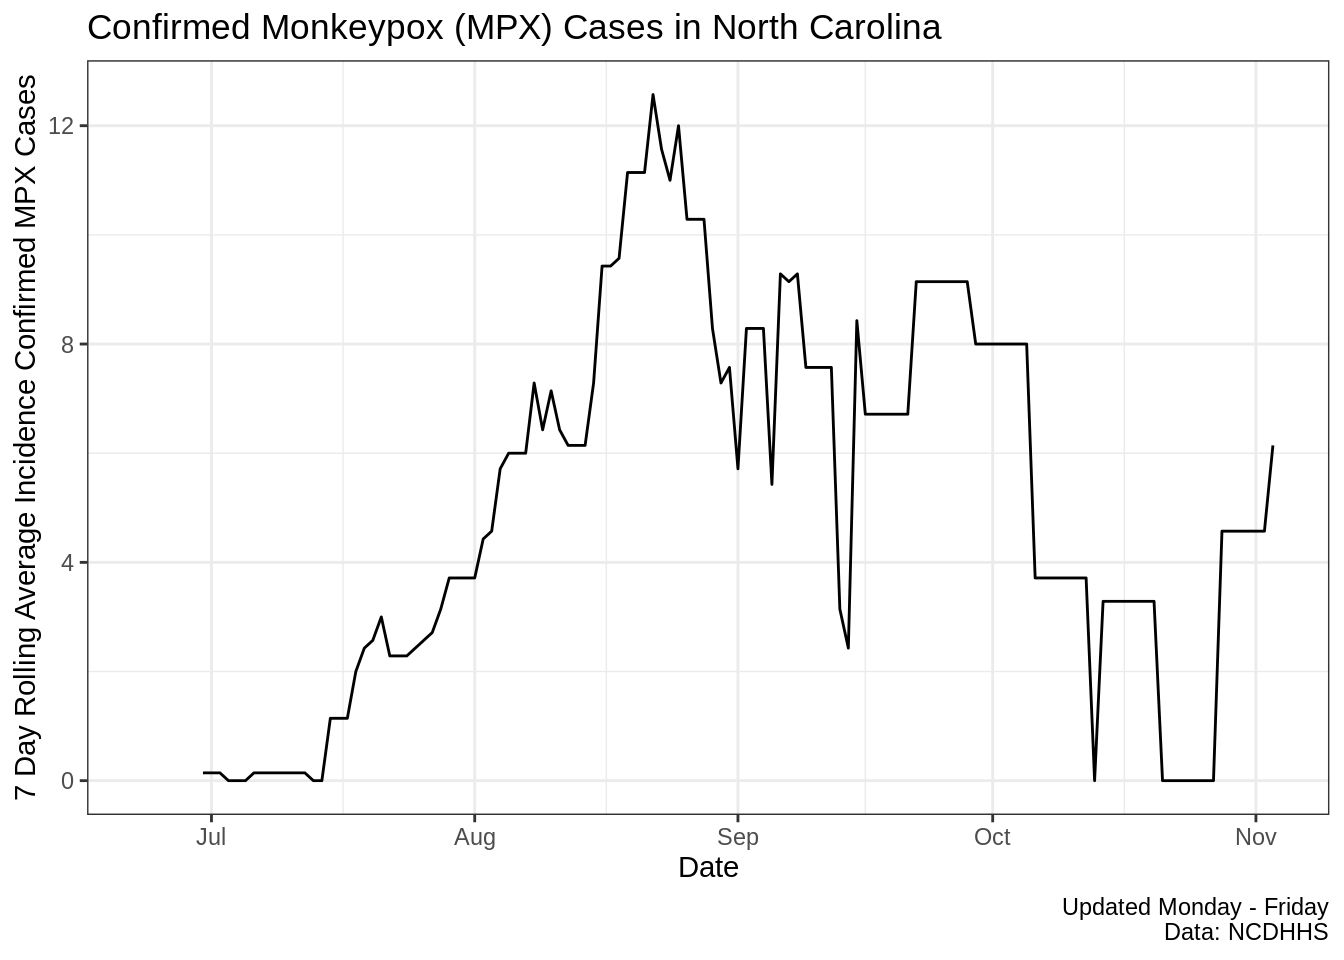 Confirmed Monkeypox (MPX) Cases in North Carolina
7 Day Rolling Average Incidence Confirmed MPX Cases
12
8
4
0
Jul Aug Sep Oct Nov
Date
Updated Monday - Friday
Data: NCDHHS